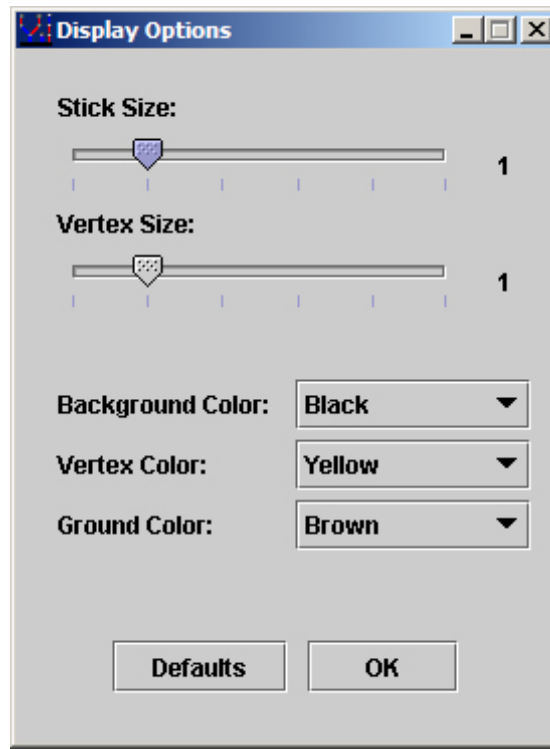 Display Options
Stick Size:
1
Vertex Size:
1
Background Color: Black
Vertex Color: Yellow
Ground Color: Brown
Defaults OK